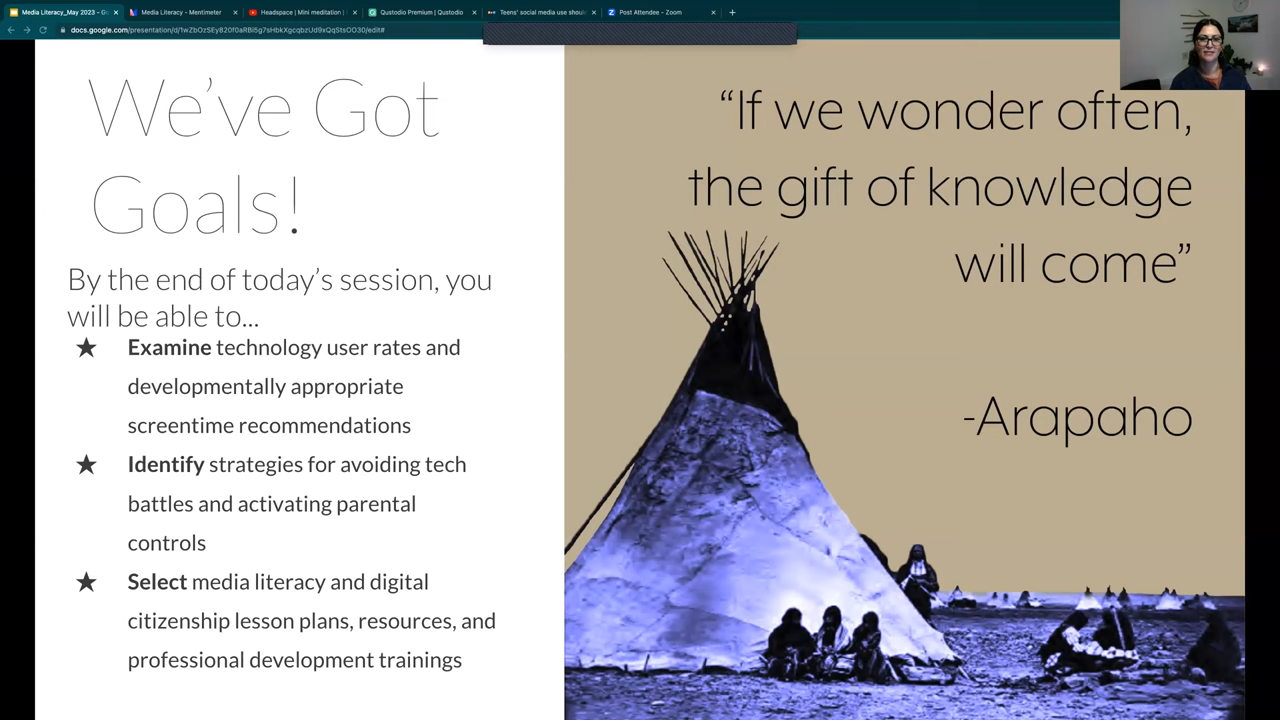 Media Literacy_May 2023 - G
Media Literacy - Mentimeter
Headspace | Mini meditation |
Qustodio Premium | Qustodio
Teens' social media use shoul
Post Attendee - Zoom
We've Got
Goals!
By the end of today's session, you
will be able to...
★ Examine technology user rates and
developmentally appropriate
screentime recommendations
★ Identify strategies for avoiding tech
battles and activating parental
controls
★ Select media literacy and digital
citizenship lesson plans, resources, and
professional development trainings
“If we wonder often,
the gift of knowledge
will come”
-Arapaho